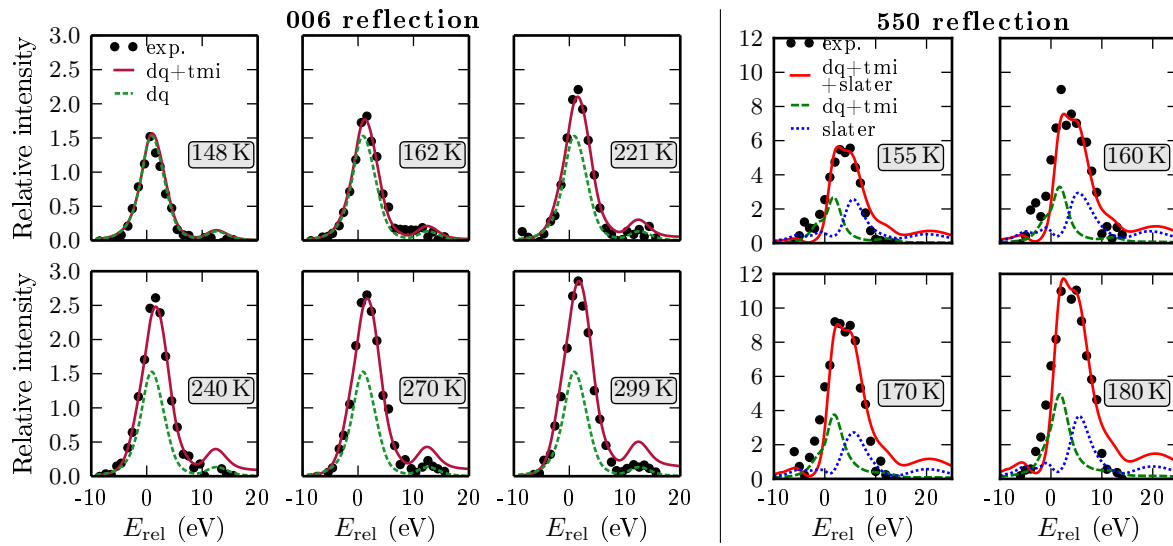 006 reflection
550 reflection
Relative intensity
3.0
2.5
2.0
1.5
1.0
0.5
0.0
exp.
dq+tmi
dq
148 K
162 K
221 K
12
10
8
6
4
2
0
exp.
dq+tmi
+slater
dq+tmi
slater
155 K
160 K
Relative intensity
3.0
2.5
2.0
1.5
1.0
0.5
0.0
240 K
270 K
299 K
12
10
8
6
4
2
0
170 K
180 K
-10 0 10 20
-10 0 10 20
-10 0 10 20
-10 0 10 20
-10 0 10 20
E_rel (eV)
E_rel (eV)
E_rel (eV)
E_rel (eV)
E_rel (eV)